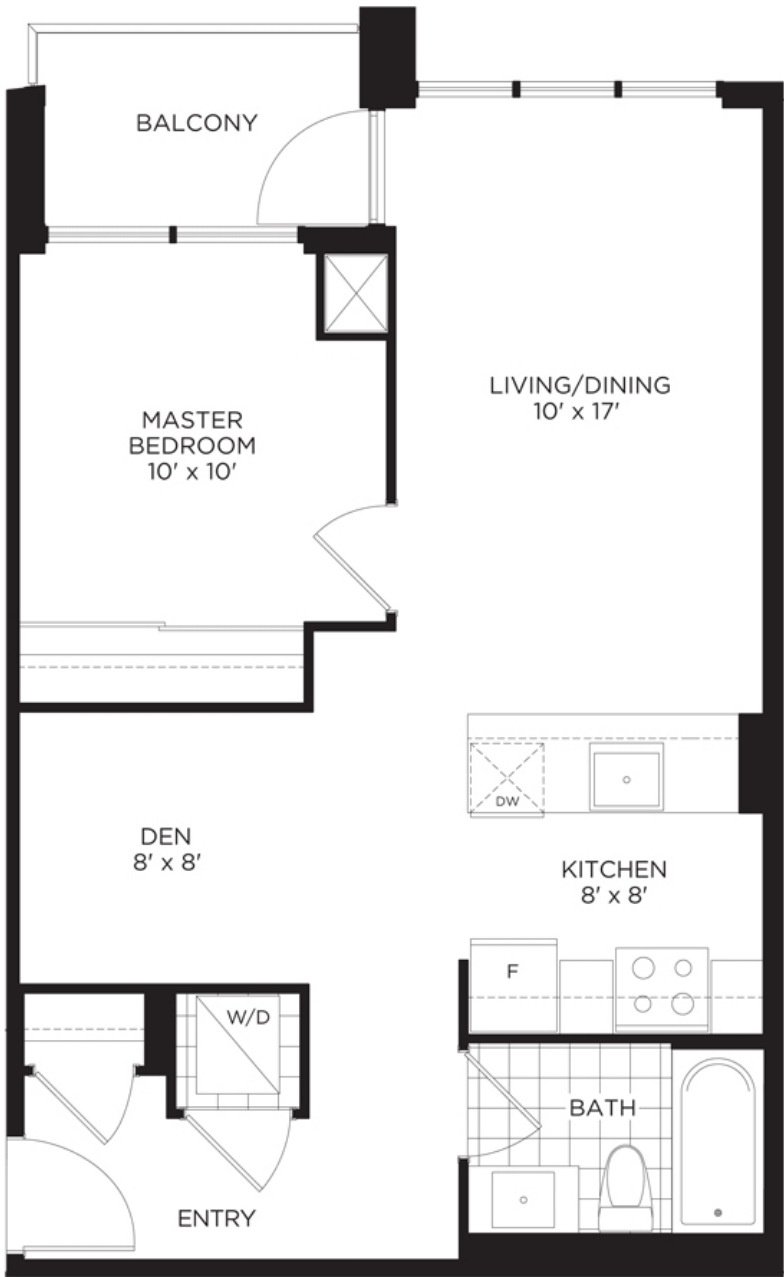 BALCONY
LIVING/DINING
10' x 17'
MASTER
BEDROOM
10' x 10'
DW
DEN
8' x 8'
KITCHEN
8' x 8'
F
W/D
BATH
ENTRY